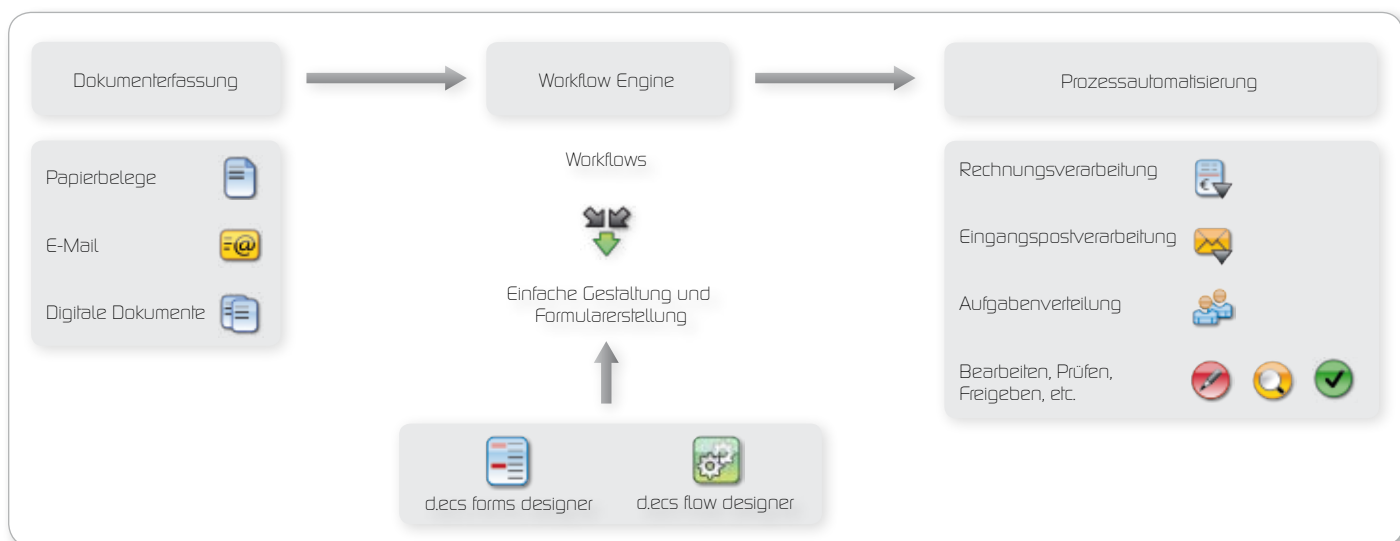 Dokumenterfassung
Workflow Engine
Prozessautomatisierung
Papierbelege
E-Mail
Digitale Dokumente
Workflows
Einfache Gestaltung und
Formularerstellung
d.ecs forms designer
d.ecs flow designer
Rechnungsverarbeitung
Eingangspostverarbeitung
Aufgabenverteilung
Bearbeiten, Prüfen,
Freigeben, etc.